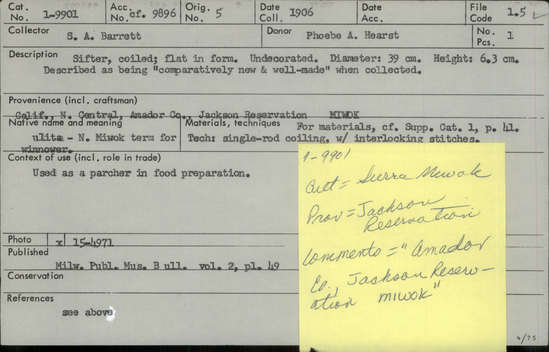 Cat. No. 1-9901 Acc. No. cf. 9896 Orig. No. 5 Date Coll. 1906 Date Acc. File Code 1.5 L
Collector S. A. Barrett Donor Phoebe A. Hearst No. Pcs. 1
Description Sifter, coiled; flat in form. Undecorated. Diameter: 39 cm. Height: 6.3 cm.
Described as being "comparatively new & well-made" when collected.
Provenience (incl. craftsman)
Calif., N. Central, Amador Co., Jackson Reservation MIWOK
Native name and meaning
ulita - N. Miwok term for
winnower.
Materials, techniques For materials, cf. Supp. Cat. 1, p. 41.
Tech: single-rod coiling. w/ interlocking stitches.
Context of use (incl. role in trade)
Used as a parcher in food preparation.
Photo x 15-4971
Published
Milw. Publ. Mus. B ull. vol. 2, pl. 49
Conservation
References
see above
1-9901
Cult = Sierra Miwok
Prov = Jackson
Reservation
Comments = "Amador
Co., Jackson Reserv-
ation MIWOK"
4/75